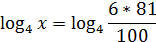 log₄ x = log₄ (6 * 81)/100